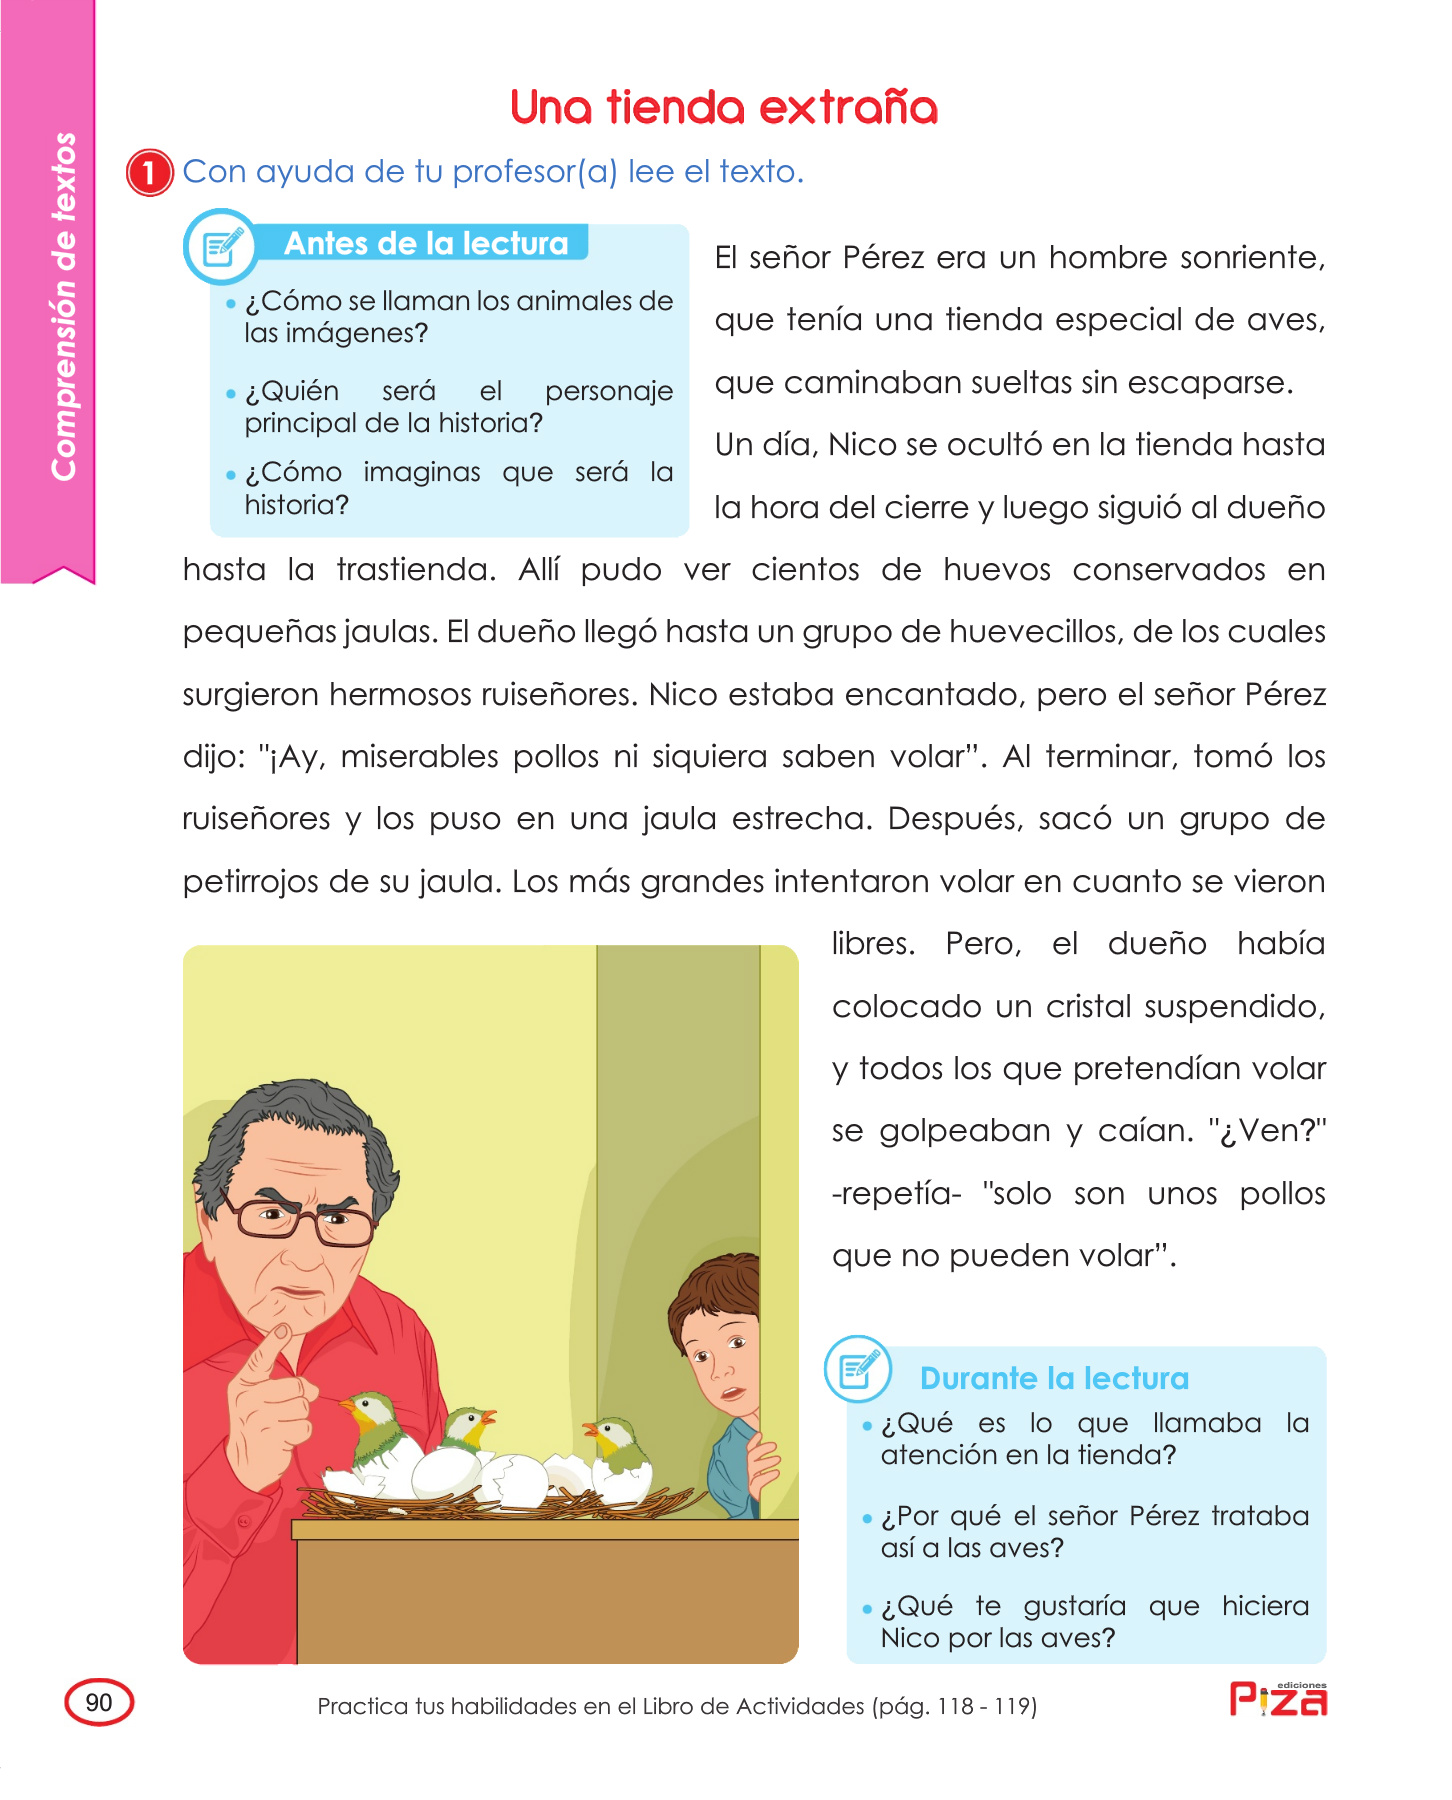 Comprensión de textos
Una tienda extraña
1 Con ayuda de tu profesor(a) lee el texto.
Antes de la lectura
• ¿Cómo se llaman los animales de
las imágenes?
• ¿Quién será el personaje
principal de la historia?
• ¿Cómo imaginas que será la
historia?
El señor Pérez era un hombre sonriente,
que tenía una tienda especial de aves,
que caminaban sueltas sin escaparse.
Un día, Nico se ocultó en la tienda hasta
la hora del cierre y luego siguió al dueño
hasta la trastienda. Allí pudo ver cientos de huevos conservados en
pequeñas jaulas. El dueño llegó hasta un grupo de huevecillos, de los cuales
surgieron hermosos ruiseñores. Nico estaba encantado, pero el señor Pérez
dijo: "¡Ay, miserables pollos ni siquiera saben volar”. Al terminar, tomó los
ruiseñores y los puso en una jaula estrecha. Después, sacó un grupo de
petirrojos de su jaula. Los más grandes intentaron volar en cuanto se vieron
libres. Pero, el dueño había
colocado un cristal suspendido,
y todos los que pretendían volar
se golpeaban y caían. "¿Ven?"
-repetía- "solo son unos pollos
que no pueden volar”.
Durante la lectura
• ¿Qué es lo que llamaba la
atención en la tienda?
• ¿Por qué el señor Pérez trataba
así a las aves?
• ¿Qué te gustaría que hiciera
Nico por las aves?
90
Practica tus habilidades en el Libro de Actividades (pág. 118 - 119)
ediciones
Piza